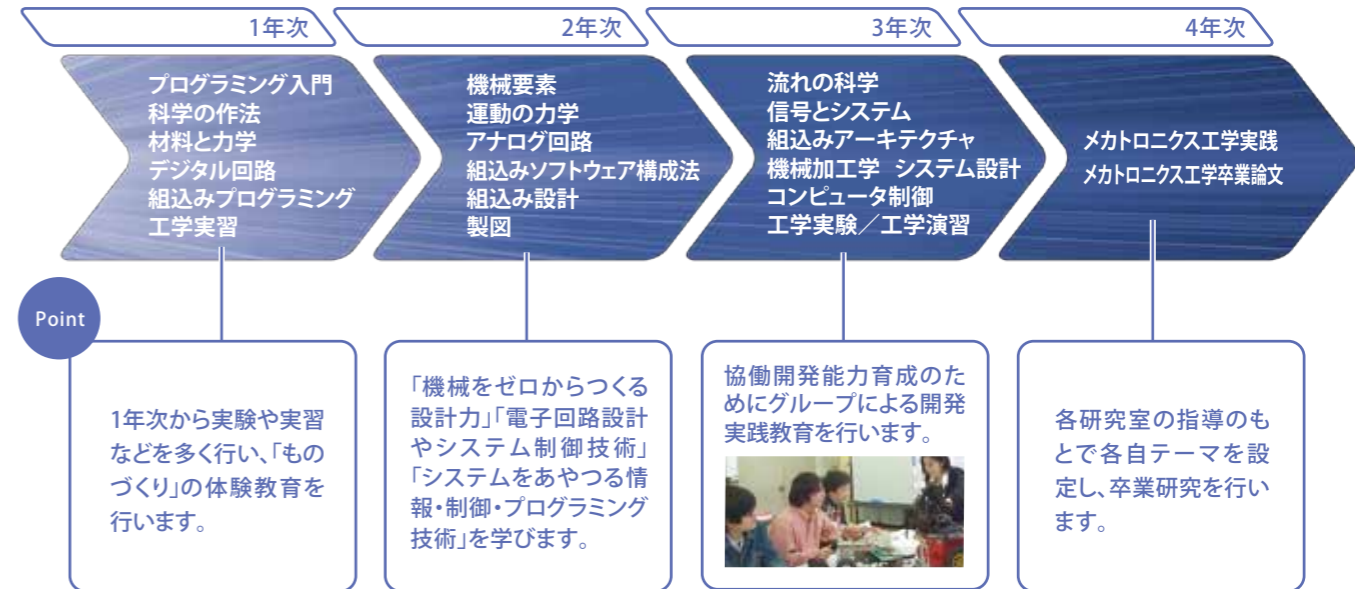 1年次
2年次
3年次
4年次
プログラミング入門
科学の作法
材料と力学
デジタル回路
組込みプログラミング
工学実習
機械要素
運動の力学
アナログ回路
組込みソフトウェア構成法
組込み設計
製図
流れの科学
信号とシステム
組込みアーキテクチャ
機械加工学 システム設計
コンピュータ制御
工学実験／工学演習
メカトロニクス工学実践
メカトロニクス工学卒業論文
Point
1年次から実験や実習
などを多く行い、「もの
づくり」の体験教育を
行います。
「機械をゼロからつくる
設計力」「電子回路設計
やシステム制御技術」
「システムをあやつる情
報・制御・プログラミング
技術」を学びます。
協働開発能力育成のた
めにグループによる開発
実践教育を行います。
各研究室の指導のも
とで各自テーマを設
定し、卒業研究を行い
ます。